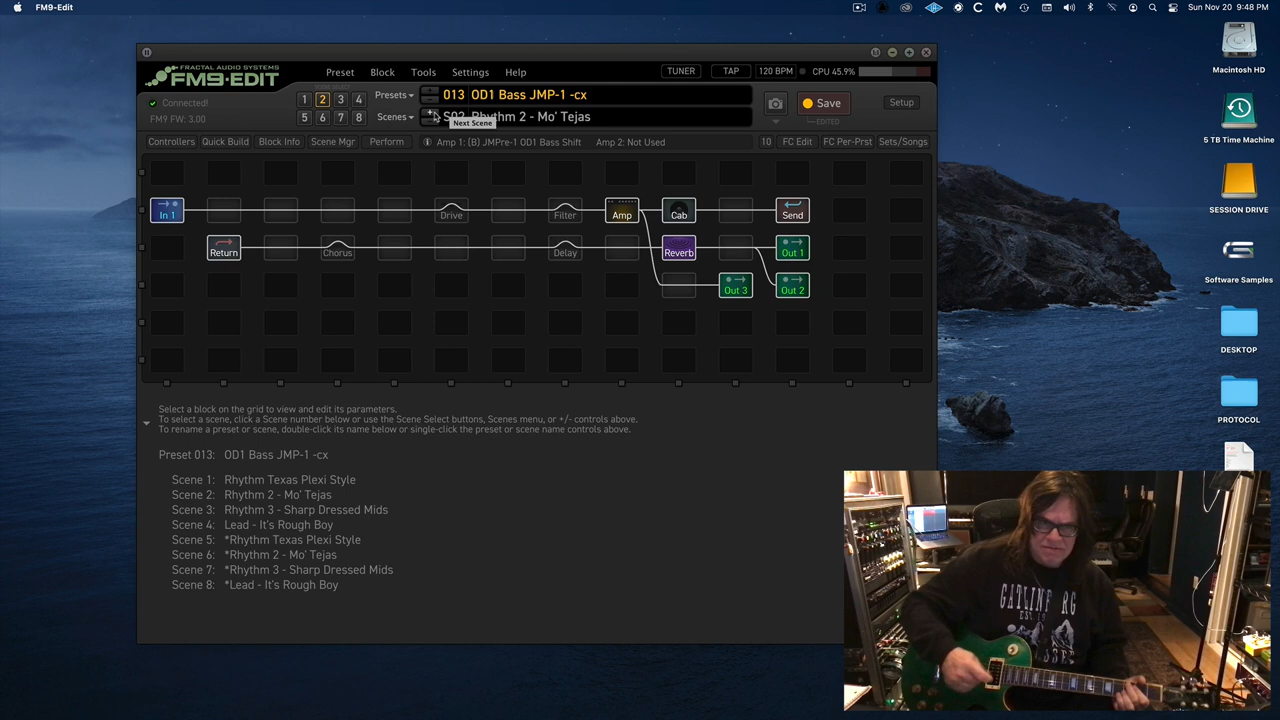 FM9-Edit
Sun Nov 20 9:48 PM
FRACTAL AUDIO SYSTEMS
FM9-EDIT
Preset Block Tools Settings Help
TUNER TAP 120 BPM CPU 45.9%
Connected!
FM9 FW: 3.00
SCENE SELECT
1 2 3 4
5 6 7 8
Presets 013 OD1 Bass JMP-1 -cx
Scenes S02 Rhythm 2 - Mo' Tejas
Next Scene
Save
EDITED
Setup
Controllers Quick Build Block Info Scene Mgr Perform Amp 1: (B) JMPre-1 OD1 Bass Shift Amp 2: Not Used 10 FC Edit FC Per-Prst Sets/Songs
In 1 Drive Filter Amp Cab Send
Return Chorus Delay Reverb Out 1
Out 3 Out 2
Select a block on the grid to view and edit its parameters.
To select a scene, click a Scene number below or use the Scene Select buttons, Scenes menu, or +/- controls above.
To rename a preset or scene, double-click its name below or single-click the preset or scene name controls above.
Preset 013: OD1 Bass JMP-1 -cx
Scene 1: Rhythm Texas Plexi Style
Scene 2: Rhythm 2 - Mo' Tejas
Scene 3: Rhythm 3 - Sharp Dressed Mids
Scene 4: Lead - It's Rough Boy
Scene 5: *Rhythm Texas Plexi Style
Scene 6: *Rhythm 2 - Mo' Tejas
Scene 7: *Rhythm 3 - Sharp Dressed Mids
Scene 8: *Lead - It's Rough Boy
Macintosh HD
5 TB Time Machine
SESSION DRIVE
Software Samples
DESKTOP
PROTOCOL